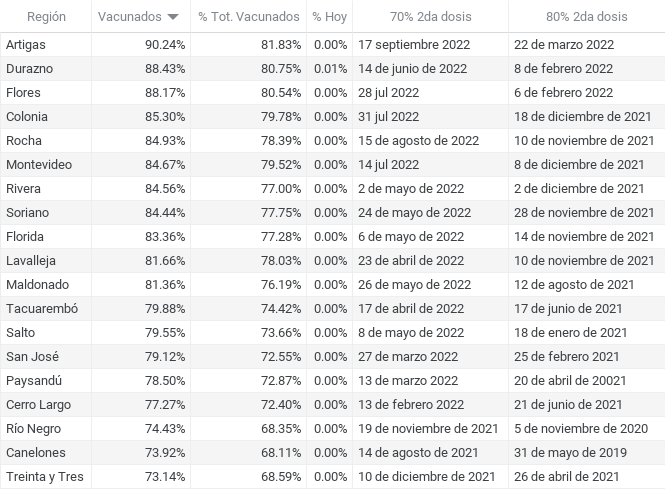 Región Vacunados % Tot. Vacunados % Hoy 70% 2da dosis 80% 2da dosis
Artigas 90.24% 81.83% 0.00% 17 septiembre 2022 22 de marzo 2022
Durazno 88.43% 80.75% 0.01% 14 de junio de 2022 8 de febrero 2022
Flores 88.17% 80.54% 0.00% 28 jul 2022 6 de febrero 2022
Colonia 85.30% 79.78% 0.00% 31 jul 2022 18 de diciembre de 2021
Rocha 84.93% 78.39% 0.00% 15 de agosto de 2022 10 de noviembre de 2021
Montevideo 84.67% 79.52% 0.00% 14 jul 2022 8 de diciembre de 2021
Rivera 84.56% 77.00% 0.00% 2 de mayo de 2022 2 de diciembre de 2021
Soriano 84.44% 77.75% 0.00% 24 de mayo de 2022 28 de noviembre de 2021
Florida 83.36% 77.28% 0.00% 6 de mayo de 2022 14 de noviembre de 2021
Lavalleja 81.66% 78.03% 0.00% 23 de abril de 2022 10 de noviembre de 2021
Maldonado 81.36% 76.19% 0.00% 26 de mayo de 2022 12 de agosto de 2021
Tacuarembó 79.88% 74.42% 0.00% 17 de abril de 2022 17 de junio de 2021
Salto 79.55% 73.66% 0.00% 8 de mayo de 2022 18 de enero de 2021
San José 79.12% 72.55% 0.00% 27 de marzo 2022 25 de febrero 2021
Paysandú 78.50% 72.87% 0.00% 13 de marzo de 2022 20 de abril de 20021
Cerro Largo 77.27% 72.40% 0.00% 13 de febrero 2022 21 de junio de 2021
Río Negro 74.43% 68.35% 0.00% 19 de noviembre de 2021 5 de noviembre de 2020
Canelones 73.92% 68.11% 0.00% 14 de agosto de 2021 31 de mayo de 2019
Treinta y Tres 73.14% 68.59% 0.00% 10 de diciembre de 2021 26 de abril de 2021